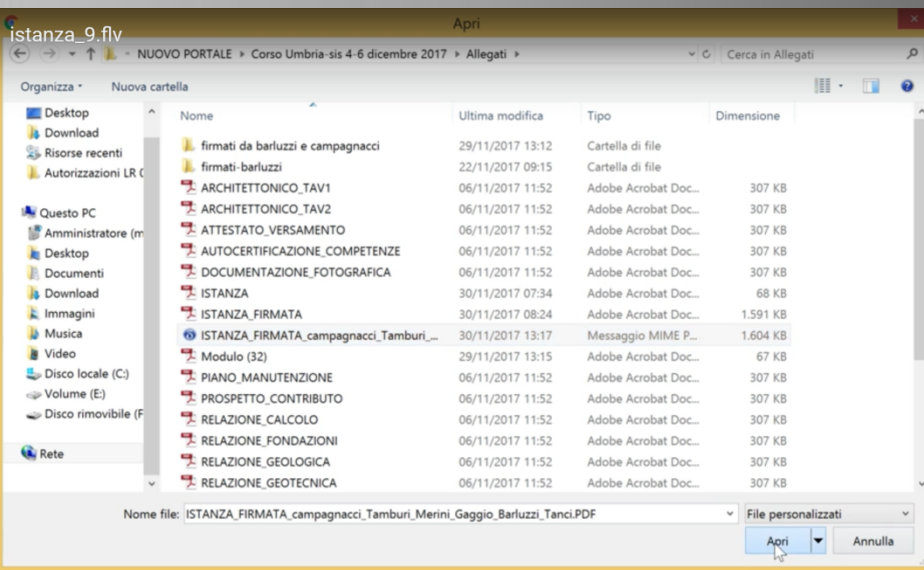 Apri
istanza_9.flv
NUOVO PORTALE Corso Umbria-sis 4-6 dicembre 2017 Allegati Cerca in Allegati
Organizza Nuova cartella
Nome Ultima modifica Tipo Dimensione
Desktop
Download
Risorse recenti
Autorizzazioni LR
Questo PC
Amministratore (m
Desktop
Documenti
Download
Immagini
Musica
Video
Disco locale (C:)
Volume (E:)
Disco rimovibile (F
Rete
firmati da barluzzi e campagnacci 29/11/2017 13:12 Cartella di file
firmati-barluzzi 22/11/2017 09:15 Cartella di file
ARCHITETTONICO_TAV1 06/11/2017 11:52 Adobe Acrobat Doc... 307 KB
ARCHITETTONICO_TAV2 06/11/2017 11:52 Adobe Acrobat Doc... 307 KB
ATTESTATO_VERSAMENTO 06/11/2017 11:52 Adobe Acrobat Doc... 307 KB
AUTOCERTIFICAZIONE_COMPETENZE 06/11/2017 11:52 Adobe Acrobat Doc... 307 KB
DOCUMENTAZIONE_FOTOGRAFICA 06/11/2017 11:52 Adobe Acrobat Doc... 307 KB
ISTANZA 30/11/2017 07:34 Adobe Acrobat Doc... 68 KB
ISTANZA_FIRMATA 30/11/2017 08:24 Adobe Acrobat Doc... 1.591 KB
ISTANZA_FIRMATA_campagnacci_Tamburi_... 30/11/2017 13:17 Messaggio MIME P... 1.604 KB
Modulo (32) 29/11/2017 13:15 Adobe Acrobat Doc... 67 KB
PIANO_MANUTENZIONE 06/11/2017 11:52 Adobe Acrobat Doc... 307 KB
PROSPETTO_CONTRIBUTO 06/11/2017 11:52 Adobe Acrobat Doc... 307 KB
RELAZIONE_CALCOLO 06/11/2017 11:52 Adobe Acrobat Doc... 307 KB
RELAZIONE_FONDAZIONI 06/11/2017 11:52 Adobe Acrobat Doc... 307 KB
RELAZIONE_GEOLOGICA 06/11/2017 11:52 Adobe Acrobat Doc... 307 KB
RELAZIONE_GEOTECNICA 06/11/2017 11:52 Adobe Acrobat Doc... 307 KB
Nome file: ISTANZA_FIRMATA_campagnacci_Tamburi_Merini_Gaggio_Barluzzi_Tanci.PDF File personalizzati
Apri Annulla